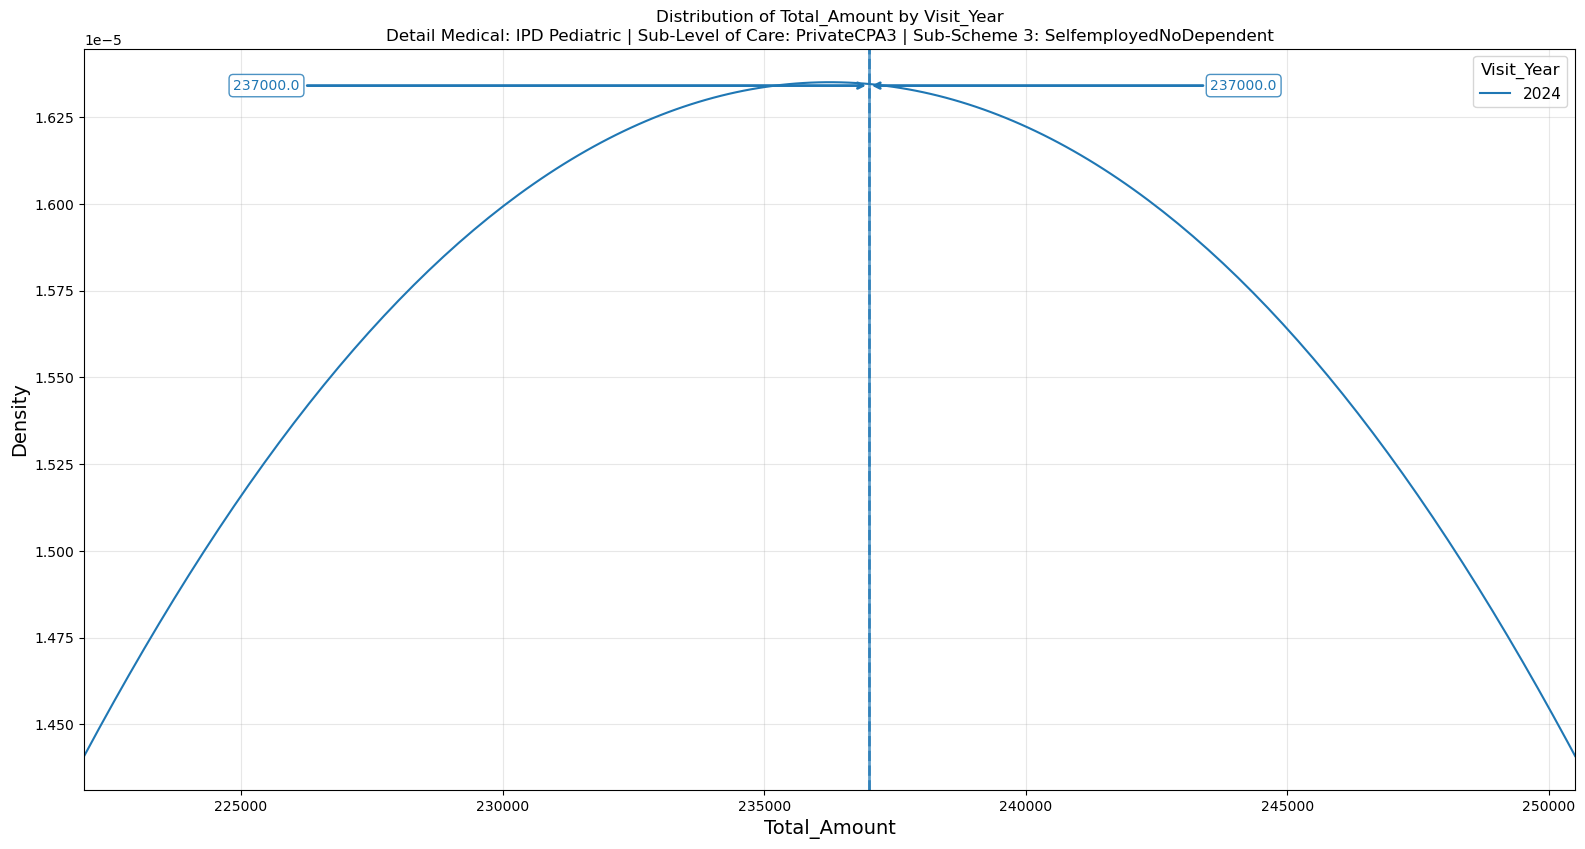 Distribution of Total_Amount by Visit_Year
Detail Medical: IPD Pediatric | Sub-Level of Care: PrivateCPA3 | Sub-Scheme 3: SelfemployedNoDependent
1e−5
237000.0
237000.0
Visit_Year
2024
1.625
1.600
1.575
1.550
1.525
1.500
1.475
1.450
Density
225000
230000
235000
240000
245000
250000
Total_Amount